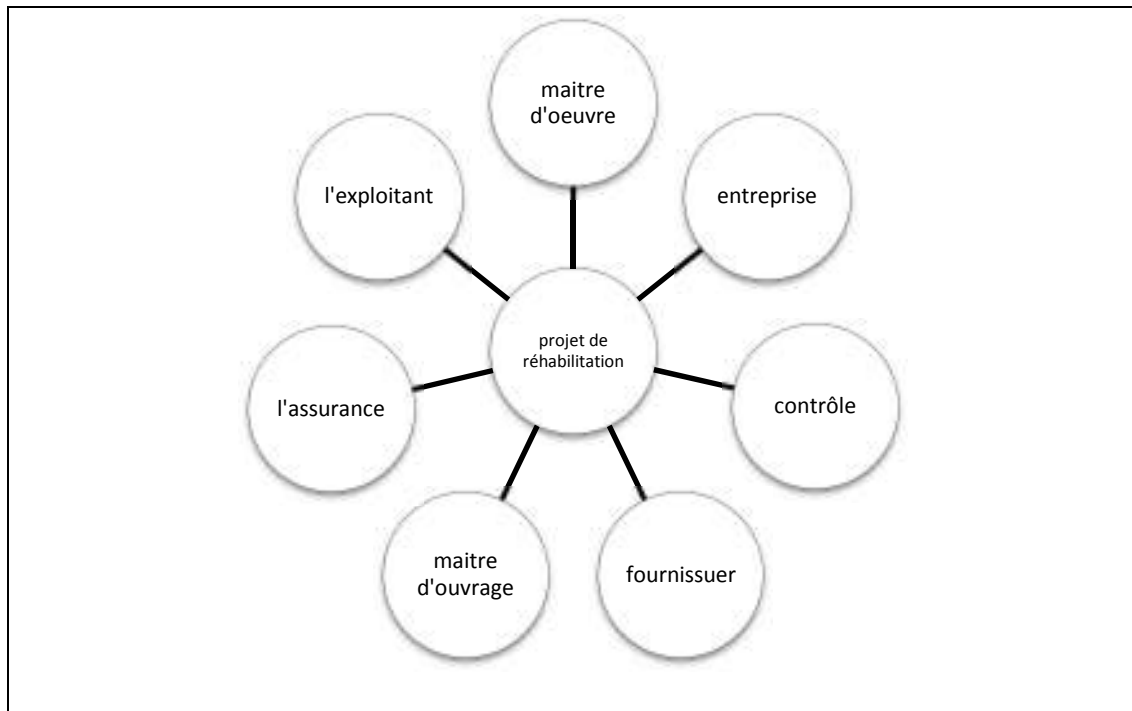 maitre
d'oeuvre
l'exploitant
entreprise
projet de
réhabilitation
l'assurance
contrôle
maitre
d'ouvrage
fournissuer